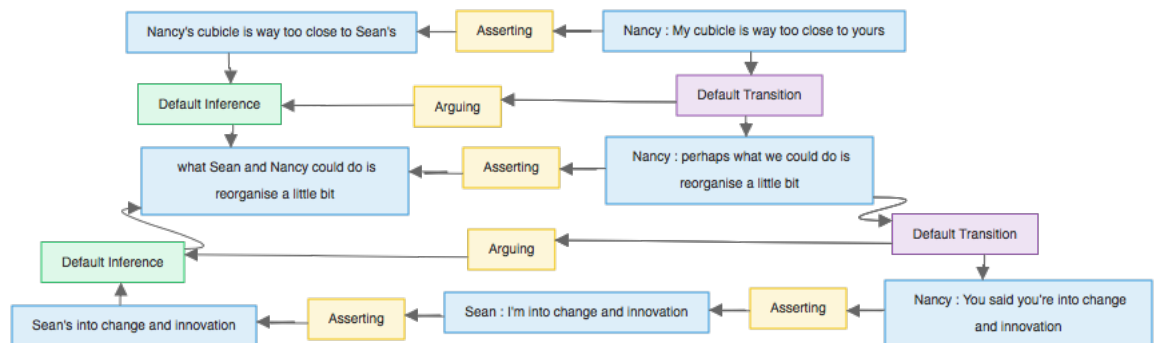 Nancy's cubicle is way too close to Sean's
Asserting
Nancy : My cubicle is way too close to yours
Default Inference
Arguing
Default Transition
what Sean and Nancy could do is
reorganise a little bit
Asserting
Nancy : perhaps what we could do is
reorganise a little bit
Default Inference
Arguing
Default Transition
Sean's into change and innovation
Asserting
Sean : I'm into change and innovation
Asserting
Nancy : You said you're into change
and innovation